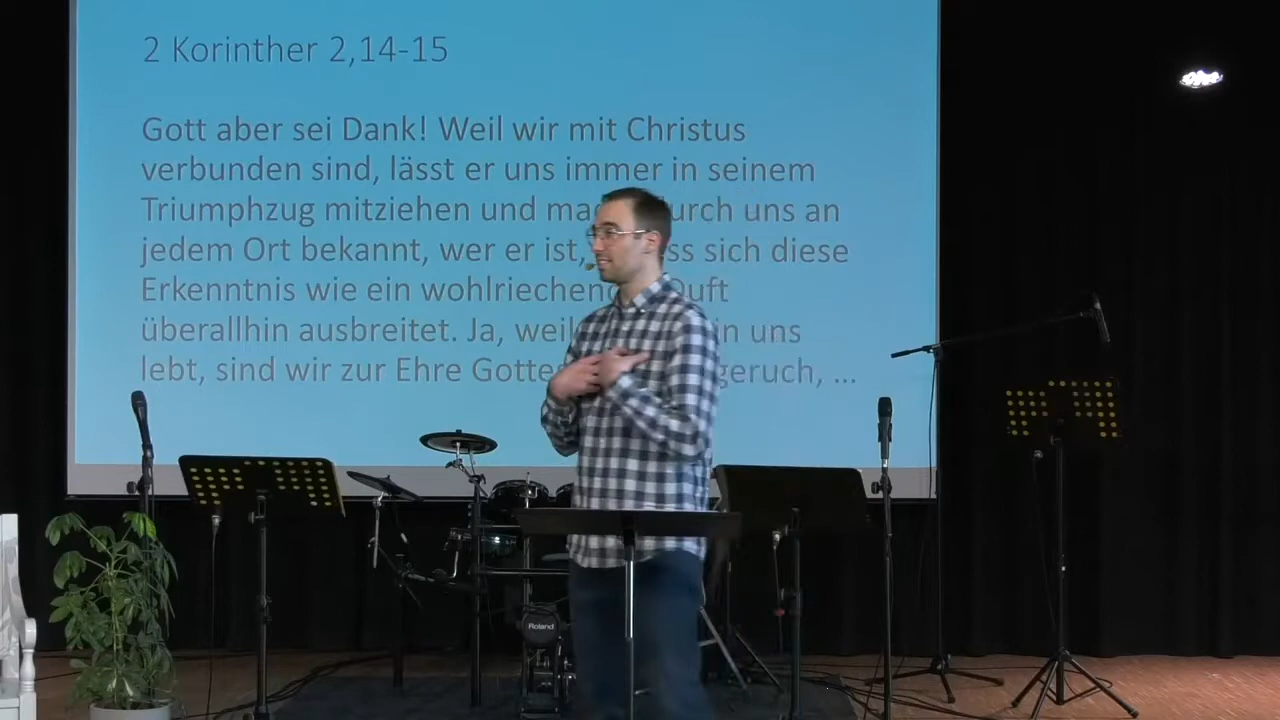 2 Korinther 2,14-15
Gott aber sei Dank! Weil wir mit Christus
verbunden sind, lässt er uns immer in seinem
Triumphzug mitziehen und uns an
jedem Ort bekannt, wer er ist, sich diese
Erkenntnis wie ein Duft
überallhin ausbreitet. Ja, weil in uns
lebt, sind wir zur Ehre ...
Roland